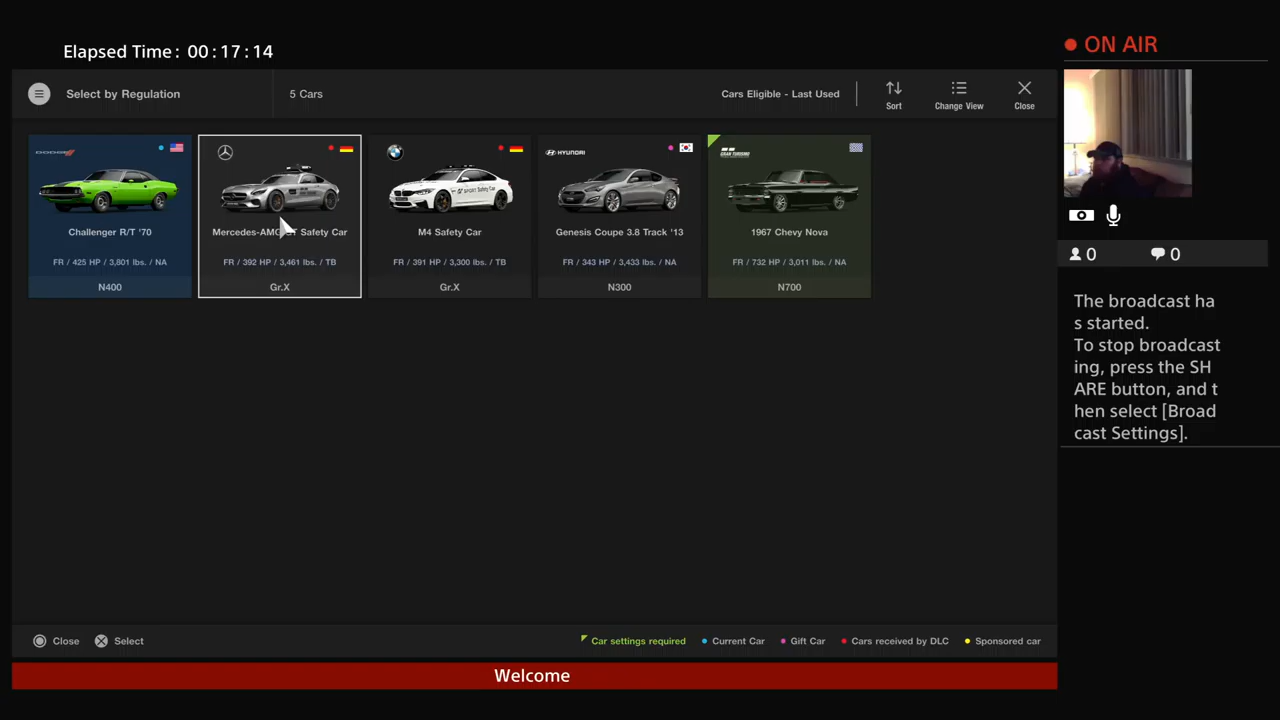 Elapsed Time : 00:17:14
ON AIR
Select by Regulation
5 Cars
Cars Eligible - Last Used
Sort
Change View
Close
DODGE
HYUNDAI
GRAN TURISMO
Challenger R/T '70
Mercedes-AMG GT Safety Car
M4 Safety Car
Genesis Coupe 3.8 Track '13
1967 Chevy Nova
FR / 425 HP / 3,801 lbs. / NA
FR / 392 HP / 3,461 lbs. / TB
FR / 391 HP / 3,300 lbs. / TB
FR / 343 HP / 3,433 lbs. / NA
FR / 732 HP / 3,011 lbs. / NA
N400
Gr.X
Gr.X
N300
N700
0
0
The broadcast ha
s started.
To stop broadcast
ing, press the SH
ARE button, and t
hen select [Broad
cast Settings].
Close
Select
Car settings required
Current Car
Gift Car
Cars received by DLC
Sponsored car
Welcome